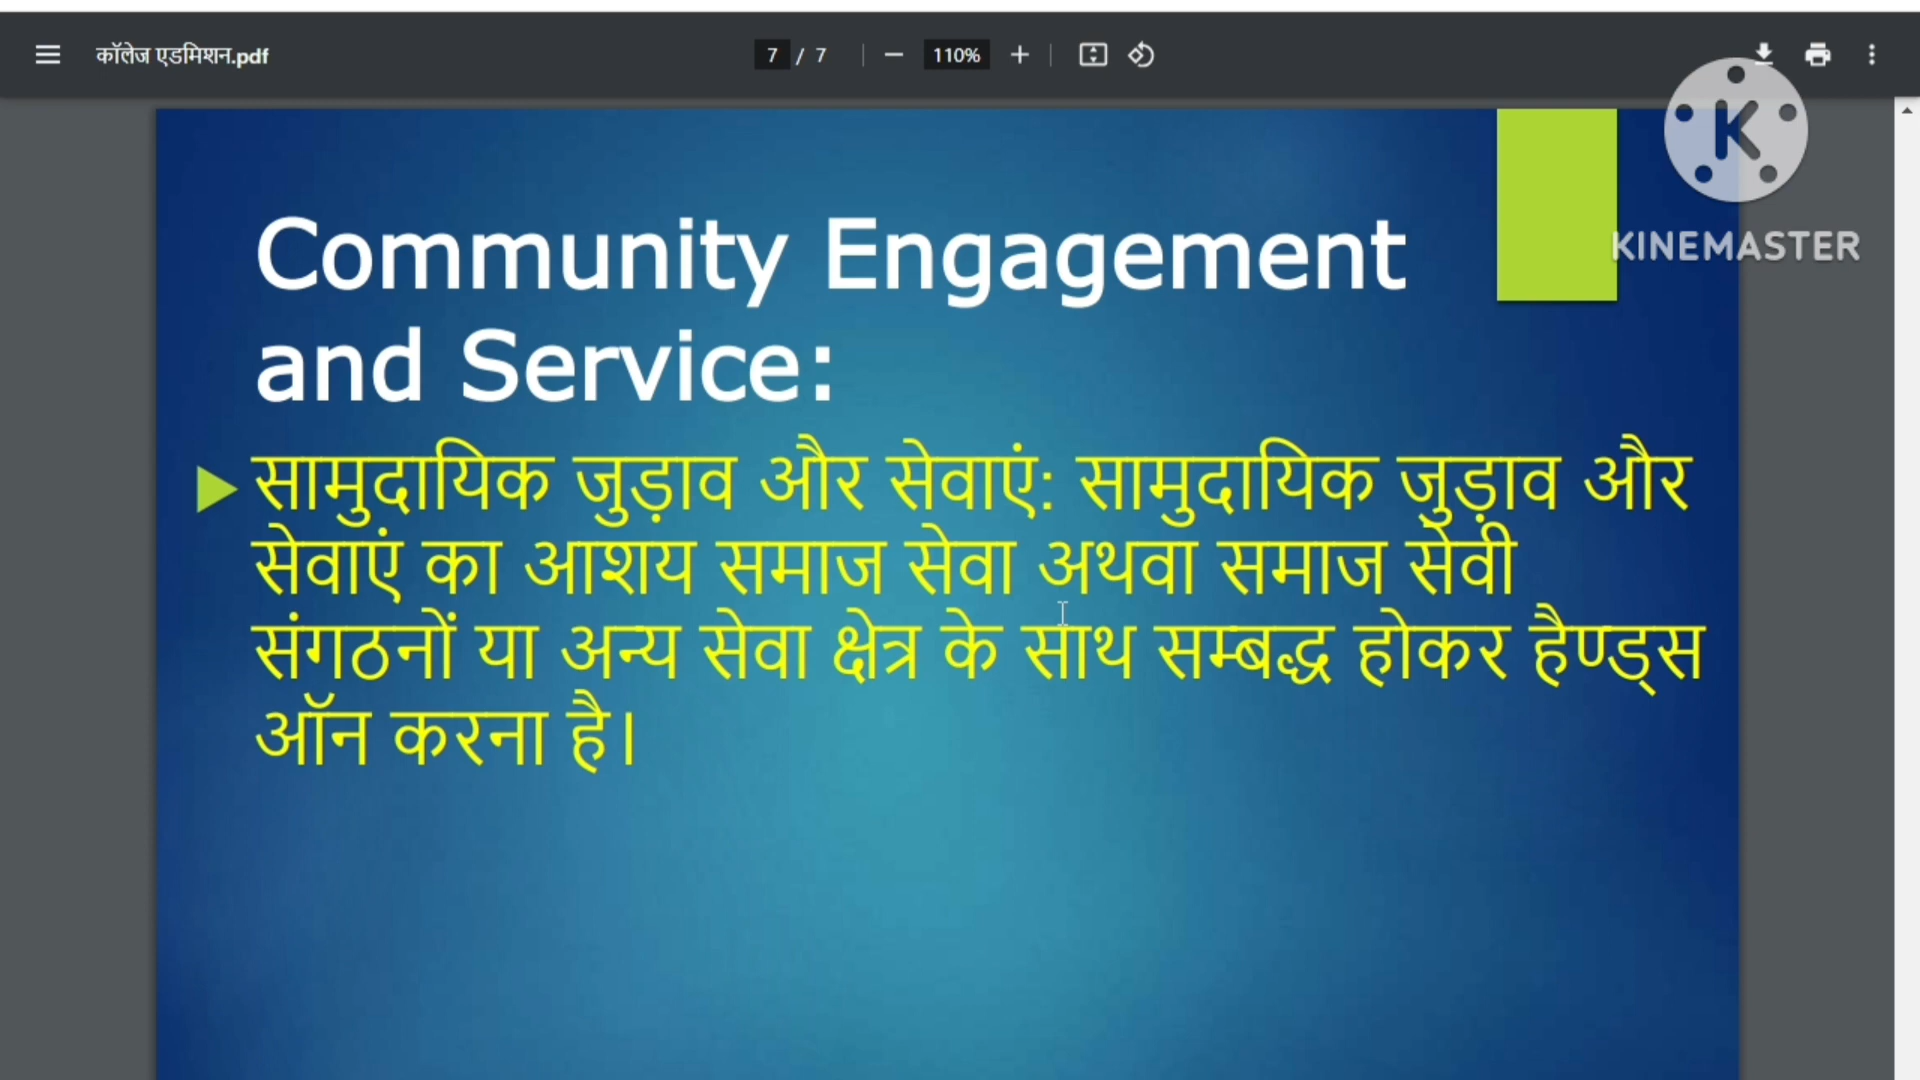 कॉलेज एडमिशन.pdf
7 / 7
110%
K
KINEMASTER
Community Engagement
and Service:
सामुदायिक जुड़ाव और सेवाएं: सामुदायिक जुड़ाव और
सेवाएं का आशय समाज सेवा अथवा समाज सेवी
संगठनों या अन्य सेवा क्षेत्र के साथ सम्बद्ध होकर हैण्ड्स
ऑन करना है।